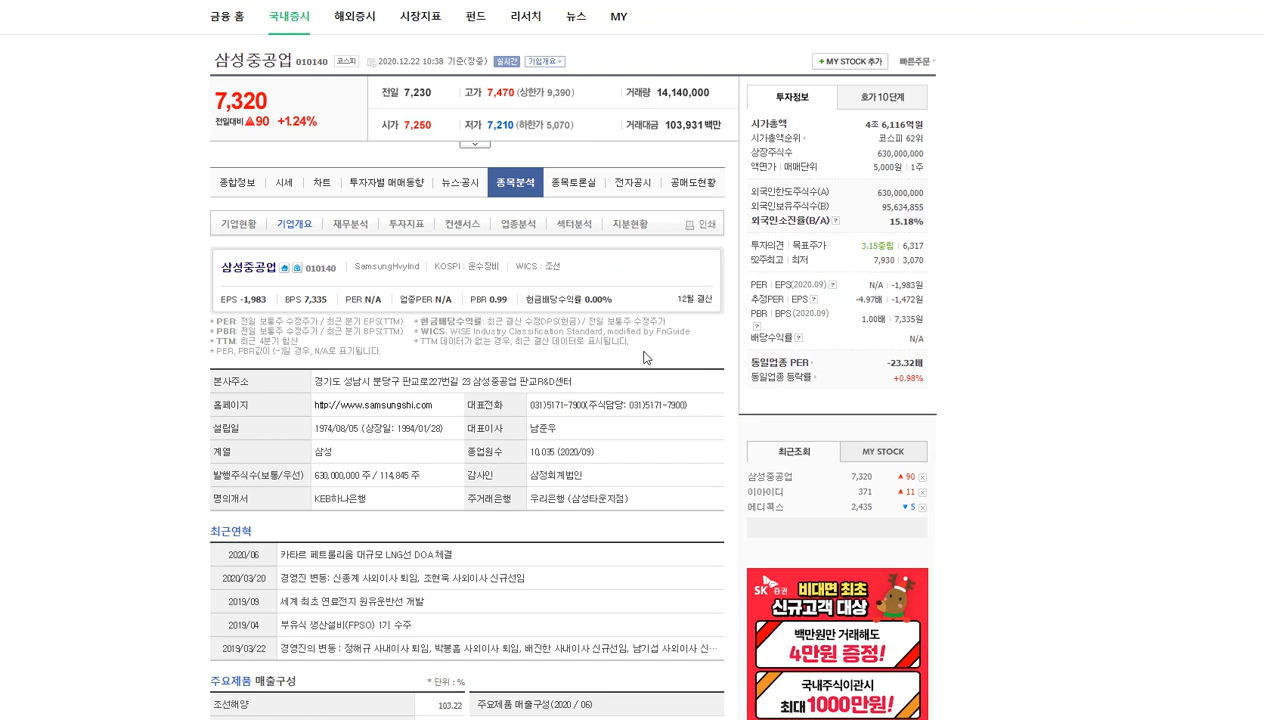 금융 홈 국내증시 해외증시 시장지표 펀드 리서치 뉴스 MY
삼성중공업 010140 코스피 2020.12.22 10:38 기준(장중) 실시간 기업개요
+ MY STOCK 추가 빠른주문
7,320
전일대비 ▲90 +1.24%
전일 7,230 고가 7,470 (상한가 9,390) 거래량 14,140,000
시가 7,250 저가 7,210 (하한가 5,070) 거래대금 103,931 백만
종합정보 시세 차트 투자자별 매매동향 뉴스·공시 종목분석 종목토론실 전자공시 공매도현황
기업현황 기업개요 재무분석 투자지표 컨센서스 업종분석 섹터분석 지분현황 인쇄
삼성중공업 010140 SamsungHvyInd KOSPI : 운수장비 WICS : 조선
EPS -1,983 BPS 7,335 PER N/A 업종PER N/A PBR 0.99 현금배당수익률 0.00% 12월 결산
* PER: 전일 보통주 수정주가 / 최근 분기 EPS(TTM) * 현금배당수익률: 최근 결산 수정DPS(현금) / 전일 보통주 수정주가
* PBR: 전일 보통주 수정주가 / 최근 분기 BPS(TTM) * WICS: WISE Industry Classification Standard, modified by FnGuide
* TTM: 최근 4분기 합산 * TTM 데이터가 없는 경우, 최근 결산 데이터로 표시됩니다.
* PER, PBR값이 (-)일 경우, N/A로 표기됩니다.
본사주소 경기도 성남시 분당구 판교로227번길 23 삼성중공업 판교R&D센터
홈페이지 http://www.samsungshi.com 대표전화 031)5171-7900(주식담당: 031)5171-7900)
설립일 1974/08/05 (상장일: 1994/01/28) 대표이사 남준우
계열 삼성 종업원수 10,035 (2020/09)
발행주식수(보통/우선) 630,000,000 주 / 114,845 주 감사인 삼정회계법인
명의개서 KEB하나은행 주거래은행 우리은행 (삼성타운지점)
최근연혁
2020/06 카타르 페트롤리움 대규모 LNG선 DOA 체결
2020/03/20 경영진 변동: 신종계 사외이사 퇴임, 조현욱 사외이사 신규선임
2019/09 세계 최초 연료전지 원유운반선 개발
2019/04 부유식 생산설비(FPSO) 1기 수주
2019/03/22 경영진의 변동 : 정해규 사내이사 퇴임, 박봉흠 사외이사 퇴임, 배진한 사내이사 신규선임, 남기섭 사외이사 신…
주요제품 매출구성 * 단위 : %
조선해양 103.22 주요제품 매출구성(2020 / 06)
투자정보 호가 10단계
시가총액 4조 6,116억원
시가총액순위 코스피 62위
상장주식수 630,000,000
액면가 매매단위 5,000원 1주
외국인한도주식수(A) 630,000,000
외국인보유주식수(B) 95,634,855
외국인소진율(B/A) ? 15.18%
투자의견 목표주가 3.15중립 6,317
52주최고 최저 7,930 3,070
PER EPS(2020.09) ? N/A -1,983원
추정PER EPS ? -4.97배 -1,472원
PBR BPS (2020.09) 1.00배 7,335원
?
배당수익률 ? N/A
동일업종 PER -23.32배
동일업종 등락률 +0.98%
최근조회 MY STOCK
삼성중공업 7,320 ▲ 90
이아이디 371 ▲ 11
메디콕스 2,435 ▼ 5
SK 증권 비대면 최초
신규고객 대상
백만원만 거래해도
4만원 증정!
국내주식이관시
최대 1000만원!